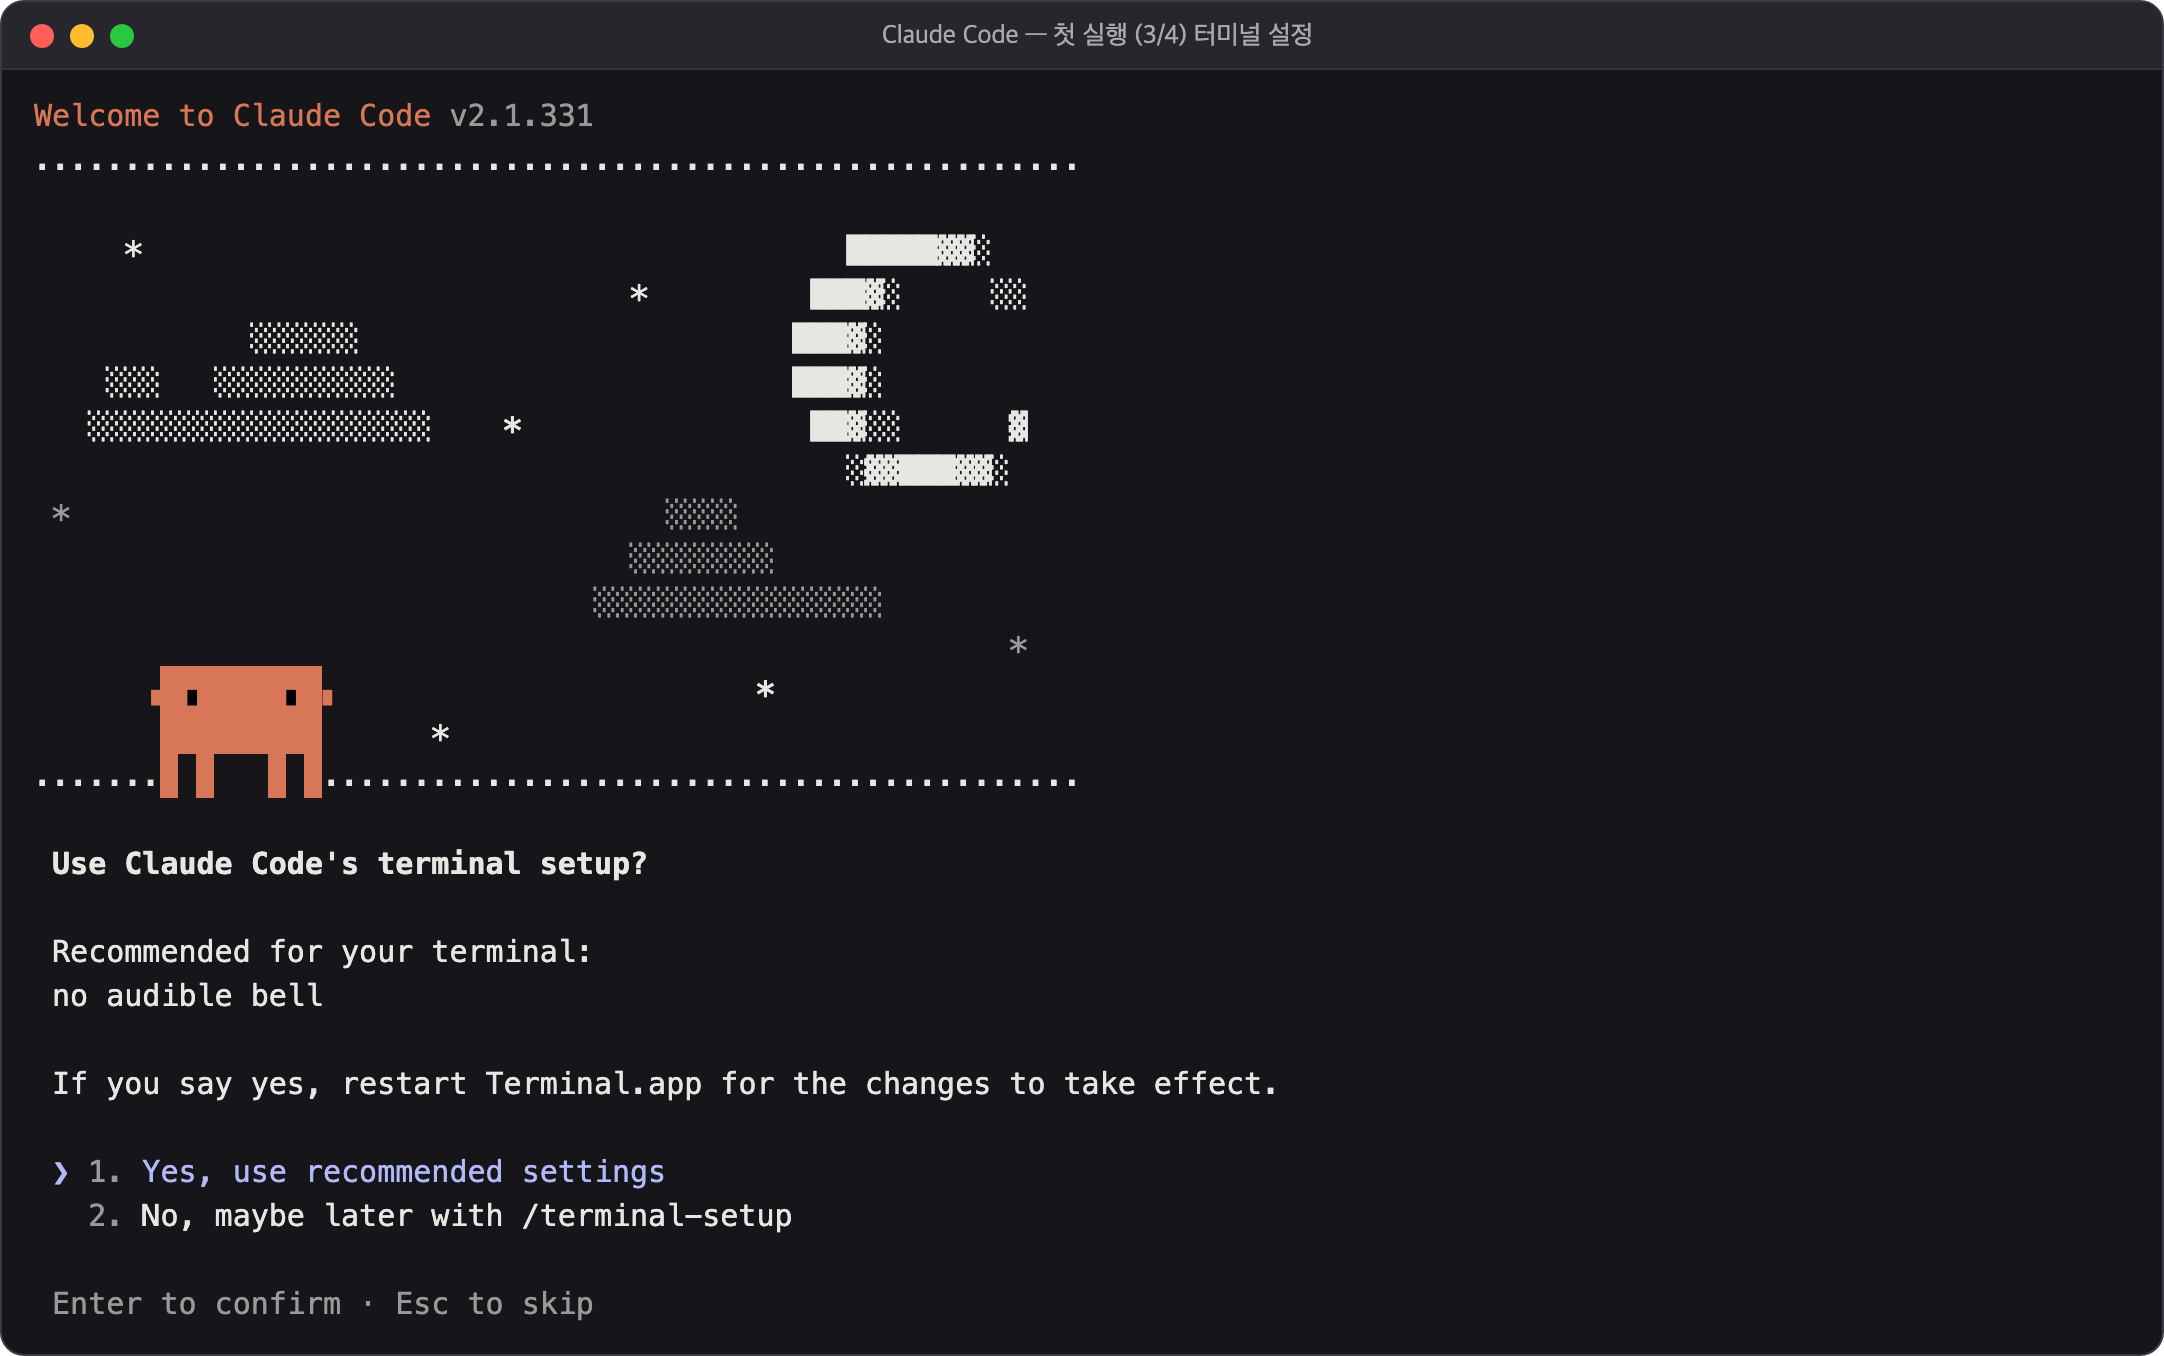 Claude Code — 첫 실행 (3/4) 터미널 설정
Welcome to Claude Code v2.1.331
Use Claude Code's terminal setup?
Recommended for your terminal:
no audible bell
If you say yes, restart Terminal.app for the changes to take effect.
❯ 1. Yes, use recommended settings
2. No, maybe later with /terminal-setup
Enter to confirm · Esc to skip